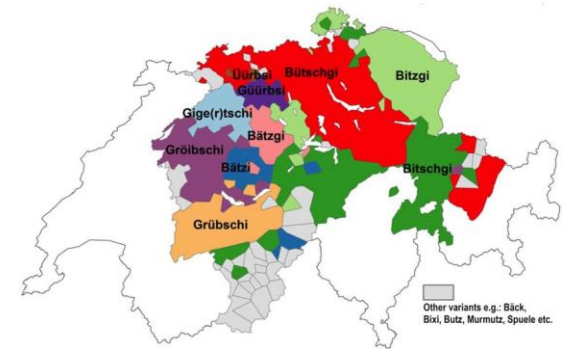 Üürbsi
Bütschgi
Bitzgi
Güürbsi
Gige(r)tschi
Bätzgi
Gröibschi
Bätzi
Bitschgi
Grübschi
Other variants e.g.: Bäck,
Bixi, Butz, Murmutz, Spuele etc.